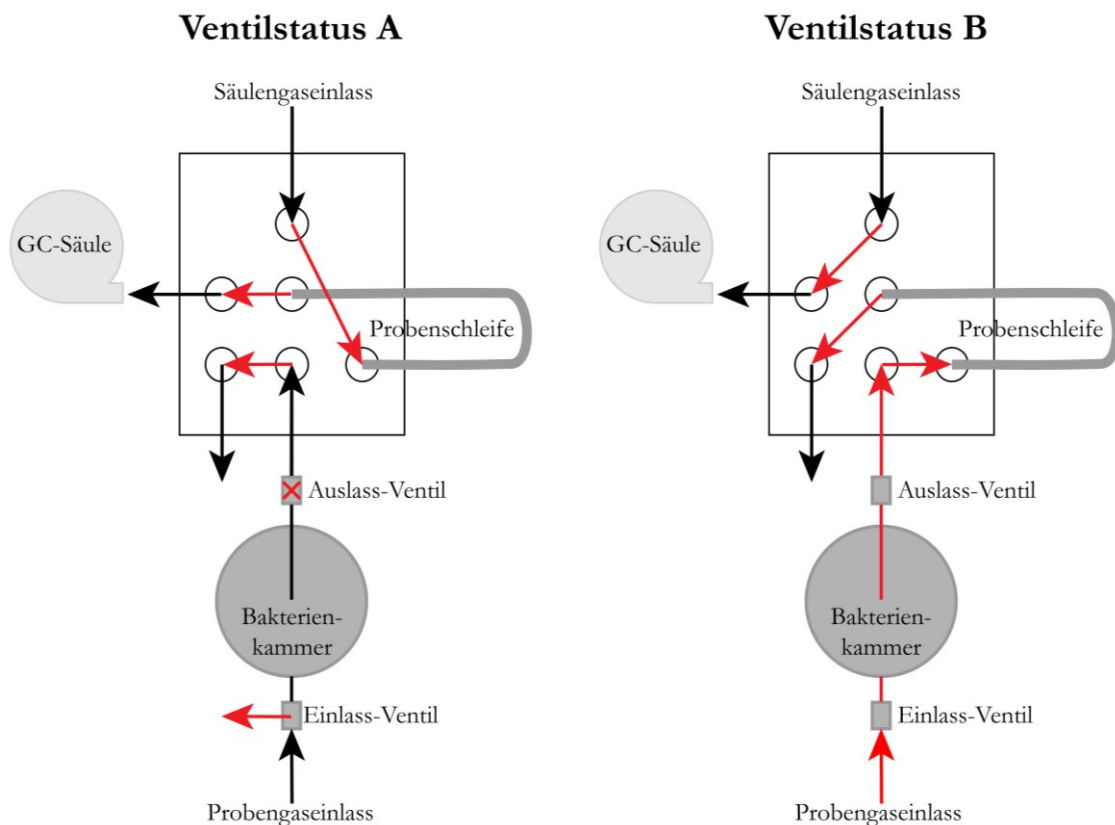 Ventilstatus A
Säulengaseinlass
GC-Säule
Probenschleife
Auslass-Ventil
Bakterien-
kammer
Einlass-Ventil
Probengaseinlass
Ventilstatus B
Säulengaseinlass
GC-Säule
Probenschleife
Auslass-Ventil
Bakterien-
kammer
Einlass-Ventil
Probengaseinlass